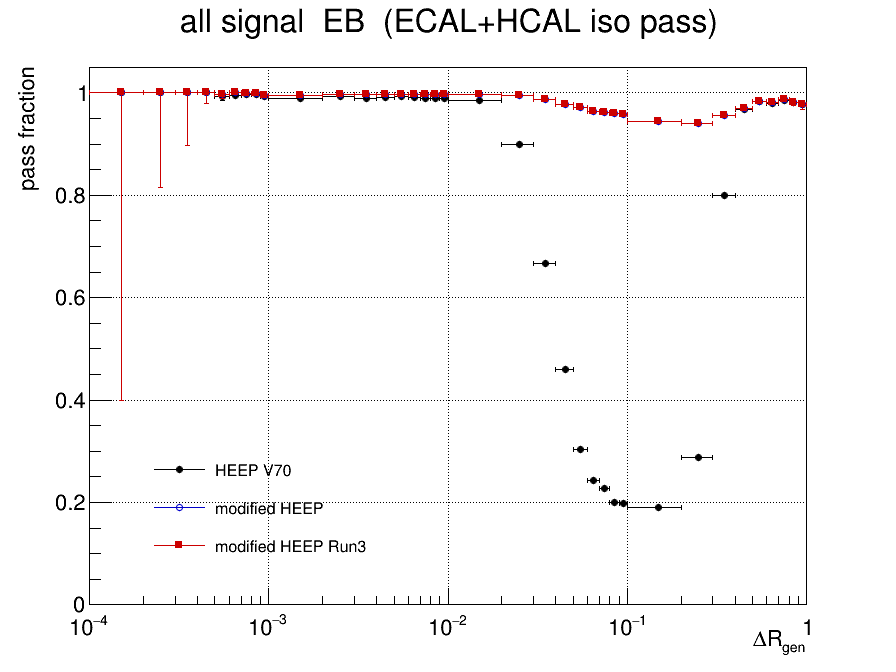 all signal  EB  (ECAL+HCAL iso pass)
pass fraction
1
0.8
0.6
0.4
0.2
0
HEEP V70
modified HEEP
modified HEEP Run3
10⁻⁴ 10⁻³ 10⁻² 10⁻¹ 1
ΔR_gen